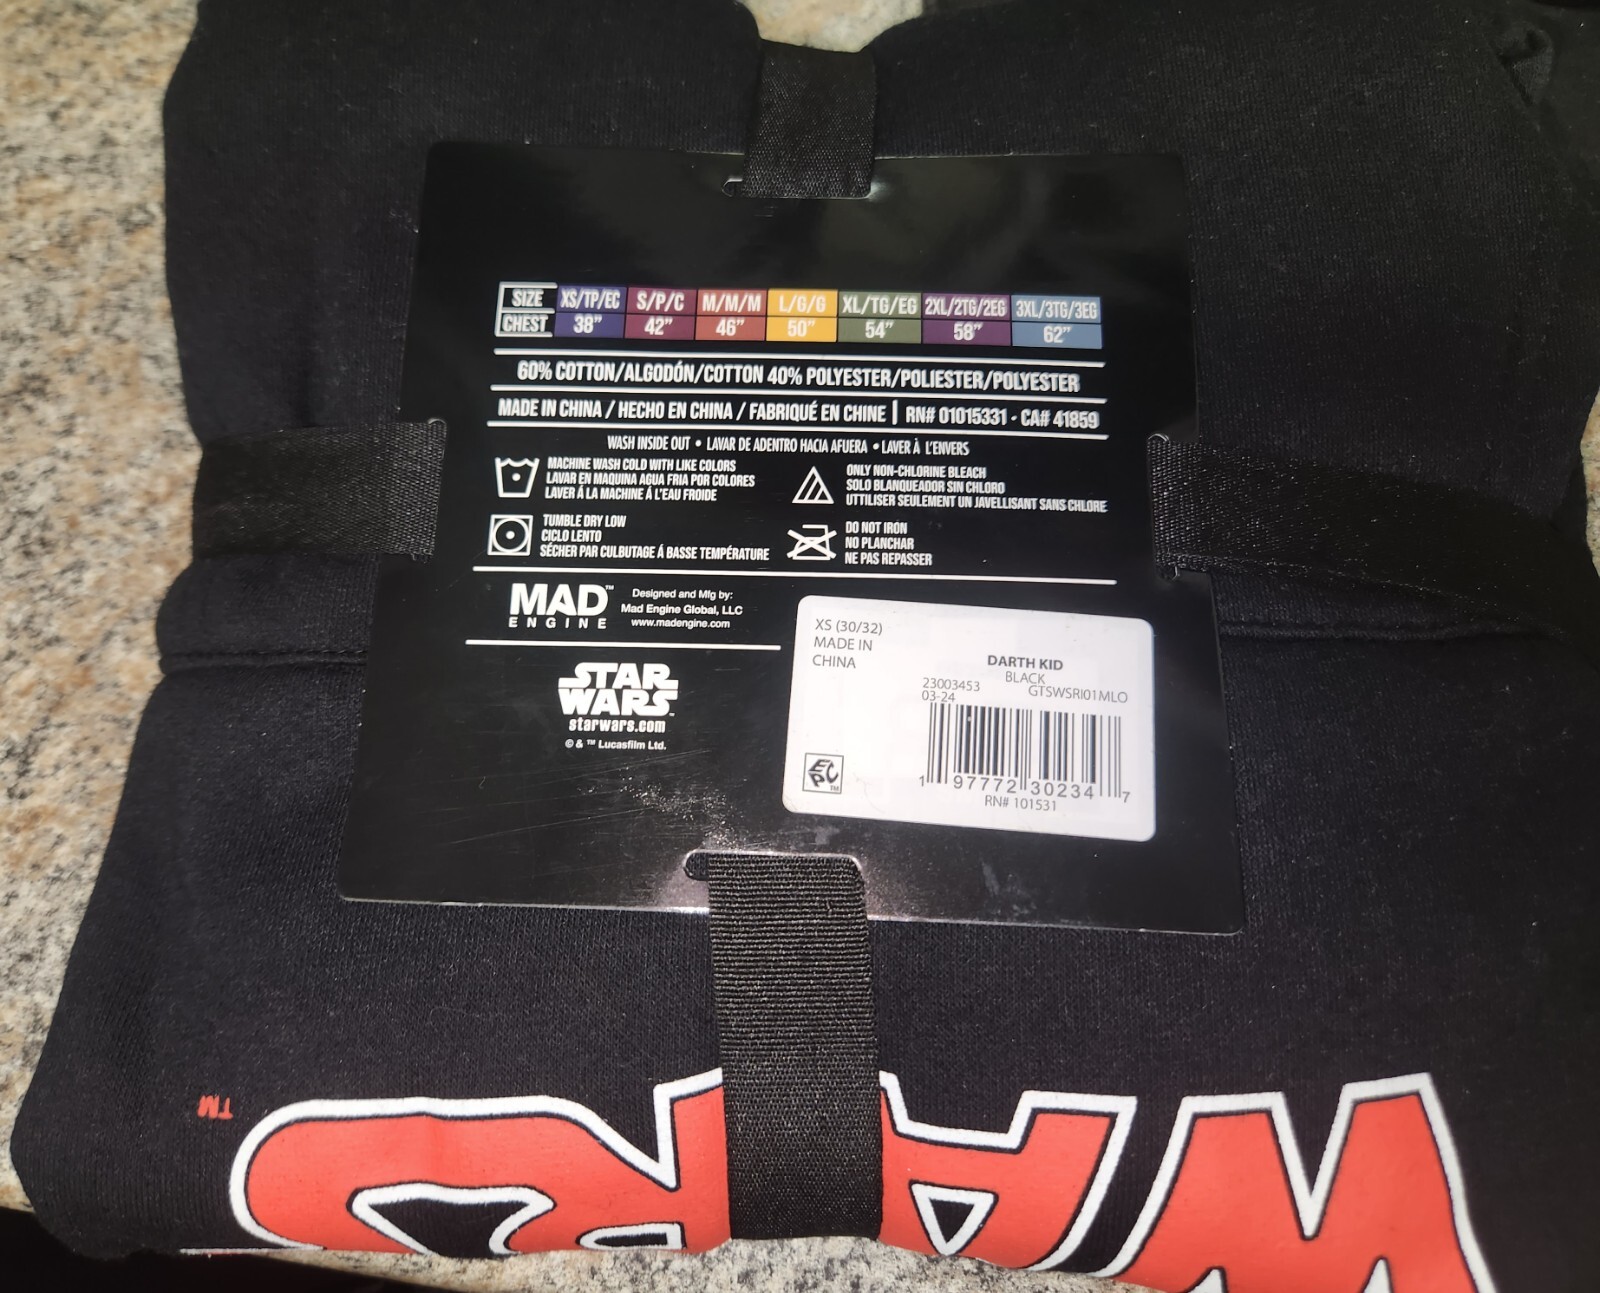 SIZE XS/TP/EC S/P/C M/M/M L/G/G XL/TG/EG 2XL/2TG/2EG 3XL/3TG/3EG
CHEST 38” 42” 46” 50” 54” 58” 62”
60% COTTON/ALGODÓN/COTTON 40% POLYESTER/POLIESTER/POLYESTER
MADE IN CHINA / HECHO EN CHINA / FABRIQUÉ EN CHINE | RN# 01015331 - CA# 41859
WASH INSIDE OUT • LAVAR DE ADENTRO HACIA AFUERA • LAVER À L'ENVERS
MACHINE WASH COLD WITH LIKE COLORS
LAVAR EN MAQUINA AGUA FRIA POR COLORES
LAVER Á LA MACHINE Á L'EAU FROIDE
ONLY NON-CHLORINE BLEACH
SOLO BLANQUEADOR SIN CHLORO
UTTILISER SEULEMENT UN JAVELLISANT SANS CHLORE
TUMBLE DRY LOW
CICLO LENTO
SÉCHER PAR CULBUTAGE Á BASSE TEMPÉRATURE
DO NOT IRON
NO PLANCHAR
NE PAS REPASSER
MAD™
ENGINE
Designed and Mfg by:
Mad Engine Global, LLC
www.madengine.com
STAR
WARS™
starwars.com
© & ™ Lucasfilm Ltd.
XS (30/32)
MADE IN
CHINA
DARTH KID
BLACK
23003453 GTSWSRI01MLO
03-24
EC
PC™
1 97772 30234 7
RN# 101531
WARS
TM